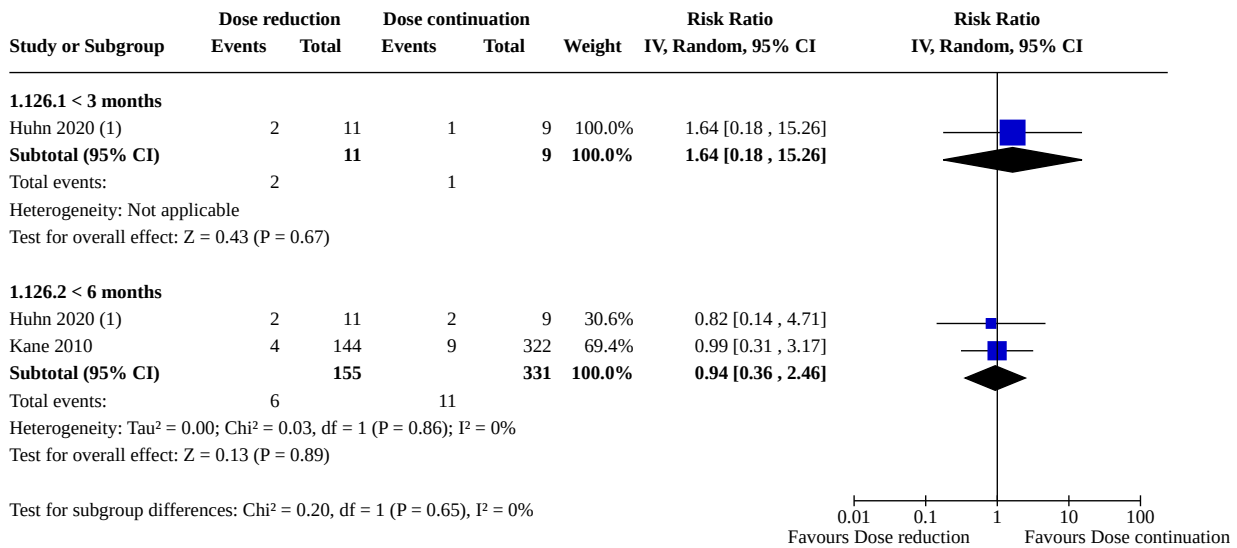 Dose reduction Dose continuation Risk Ratio Risk Ratio
Study or Subgroup Events Total Events Total Weight IV, Random, 95% CI IV, Random, 95% CI
1.126.1 < 3 months
Huhn 2020 (1) 2 11 1 9 100.0% 1.64 [0.18 , 15.26]
Subtotal (95% CI) 11 9 100.0% 1.64 [0.18 , 15.26]
Total events: 2 1
Heterogeneity: Not applicable
Test for overall effect: Z = 0.43 (P = 0.67)
1.126.2 < 6 months
Huhn 2020 (1) 2 11 2 9 30.6% 0.82 [0.14 , 4.71]
Kane 2010 4 144 9 322 69.4% 0.99 [0.31 , 3.17]
Subtotal (95% CI) 155 331 100.0% 0.94 [0.36 , 2.46]
Total events: 6 11
Heterogeneity: Tau² = 0.00; Chi² = 0.03, df = 1 (P = 0.86); I² = 0%
Test for overall effect: Z = 0.13 (P = 0.89)
Test for subgroup differences: Chi² = 0.20, df = 1 (P = 0.65), I² = 0%
0.01 0.1 1 10 100
Favours Dose reduction Favours Dose continuation